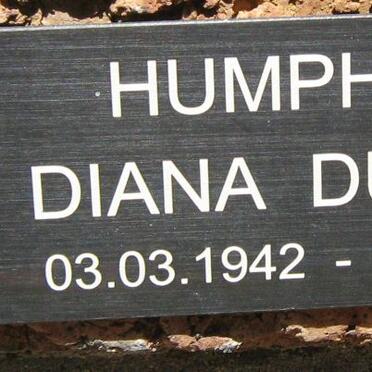 HUMPH
DIANA DU
03.03.1942 -